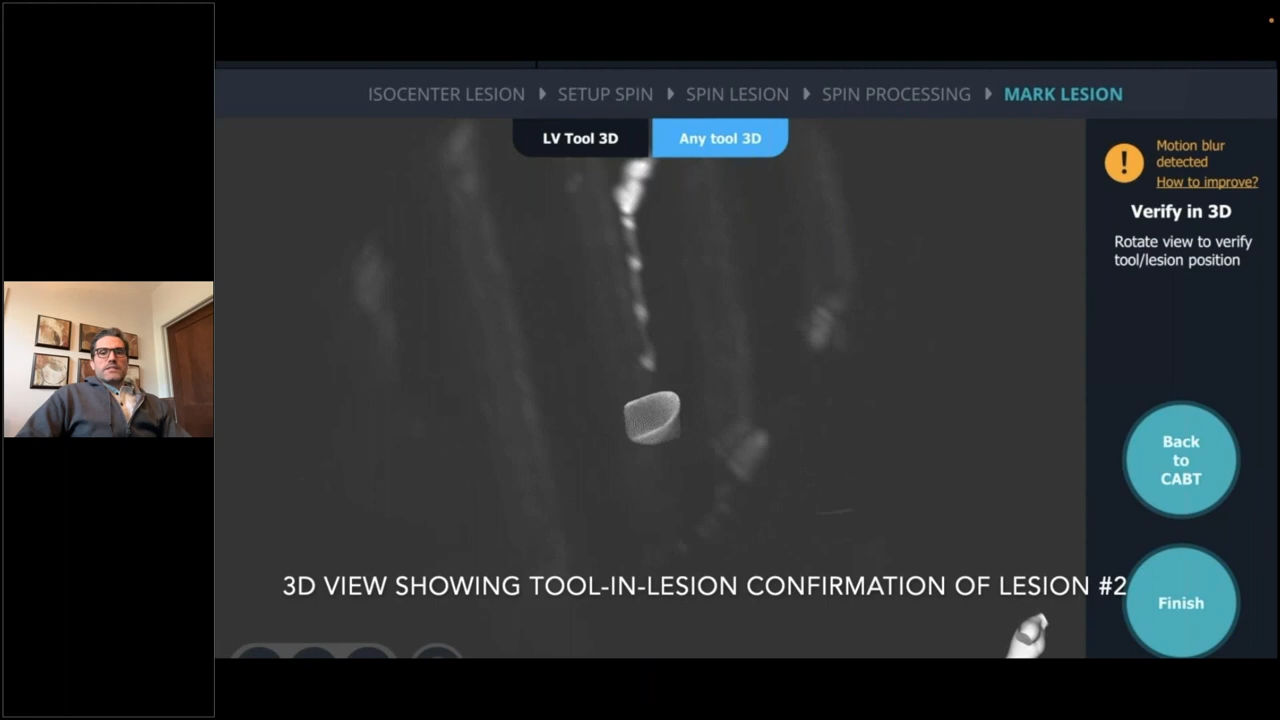 ISOCENTER LESION SETUP SPIN SPIN LESION SPIN PROCESSING MARK LESION
LV Tool 3D Any tool 3D
Motion blur
detected
How to improve?
Verify in 3D
Rotate view to verify
tool/lesion position
Back
to
CABT
3D VIEW SHOWING TOOL-IN-LESION CONFIRMATION OF LESION #2
Finish